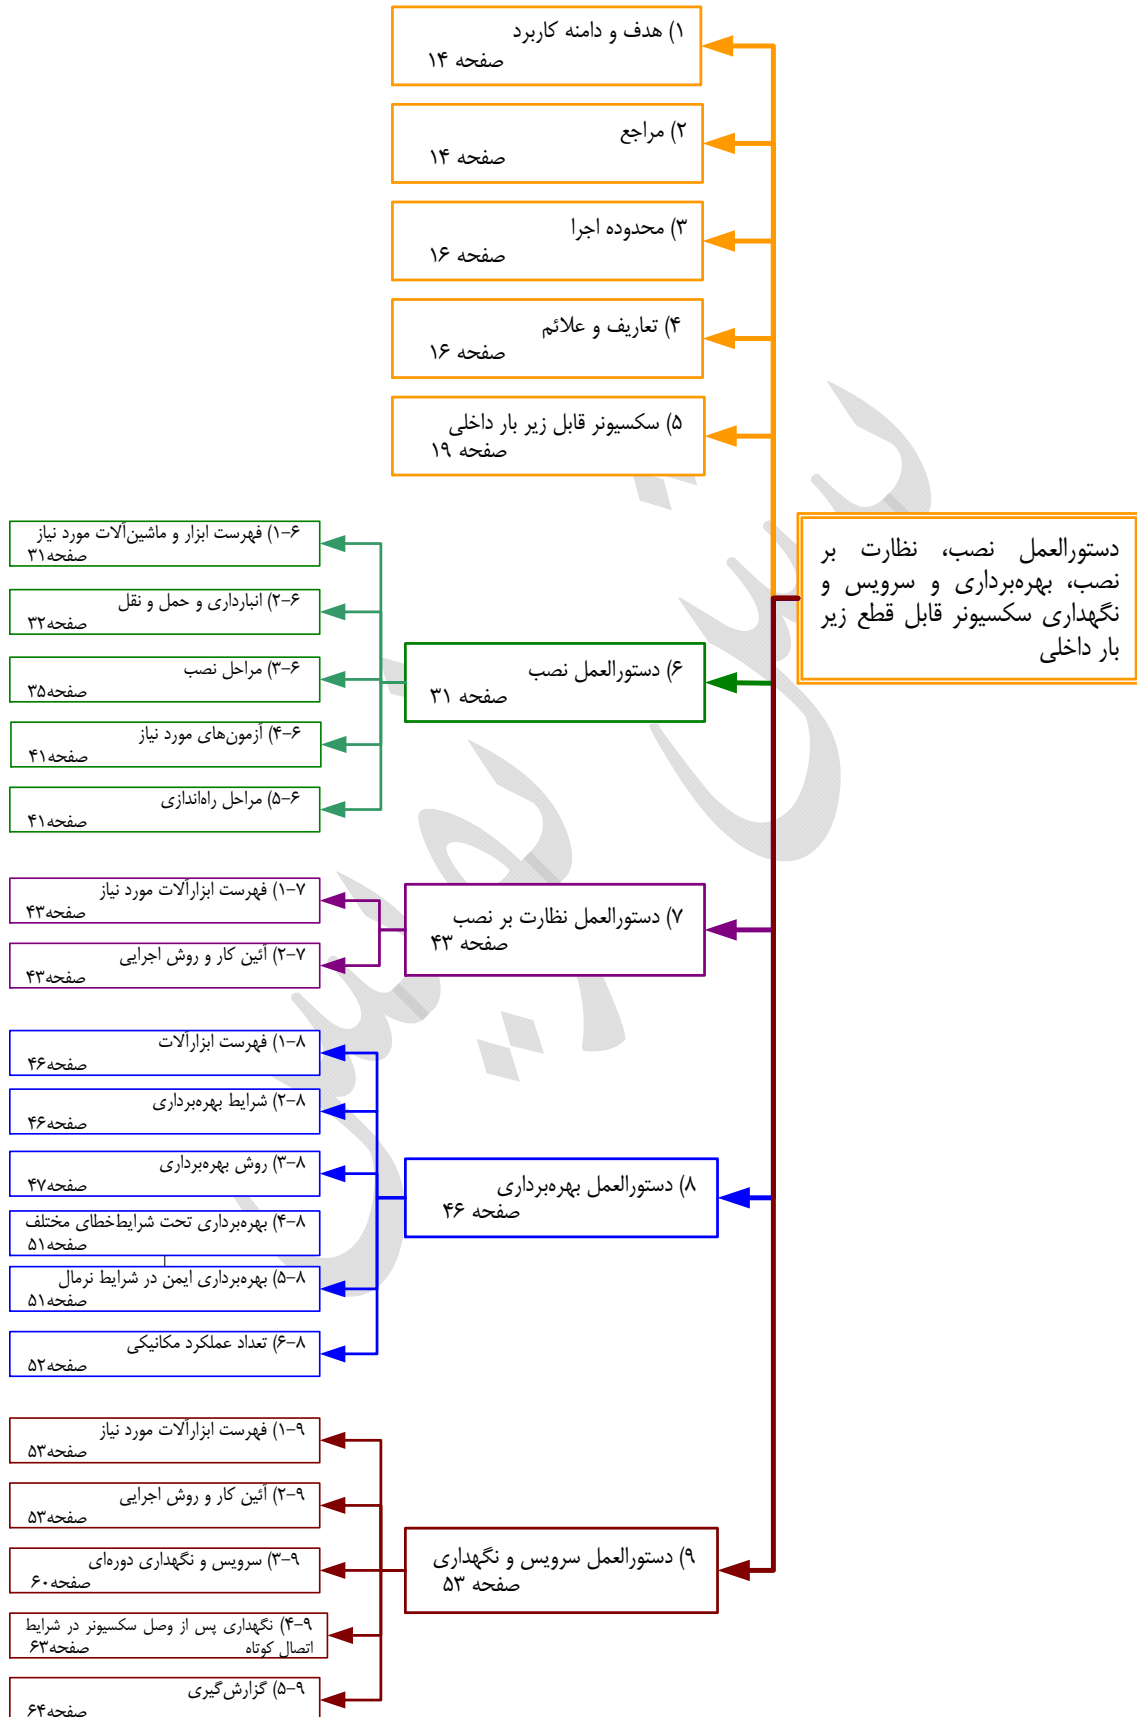 دستورالعمل نصب، نظارت بر
نصب، بهره‌برداری و سرویس و
نگهداری سکسیونر قابل قطع زیر
بار داخلی
۱) هدف و دامنه کاربرد
صفحه ۱۴
۲) مراجع
صفحه ۱۴
۳) محدوده اجرا
صفحه ۱۶
۴) تعاریف و علائم
صفحه ۱۶
۵) سکسیونر قابل زیر بار داخلی
صفحه ۱۹
۶) دستورالعمل نصب
صفحه ۳۱
۶-۱) فهرست ابزار و ماشین‌آلات مورد نیاز
صفحه۳۱
۶-۲) انبارداری و حمل و نقل
صفحه۳۲
۶-۳) مراحل نصب
صفحه۳۵
۶-۴) آزمون‌های مورد نیاز
صفحه۴۱
۶-۵) مراحل راه‌اندازی
صفحه۴۱
۷) دستورالعمل نظارت بر نصب
صفحه ۴۳
۷-۱) فهرست ابزارآلات مورد نیاز
صفحه۴۳
۷-۲) آئین کار و روش اجرایی
صفحه۴۳
۸) دستورالعمل بهره‌برداری
صفحه ۴۶
۸-۱) فهرست ابزارآلات
صفحه۴۶
۸-۲) شرایط بهره‌برداری
صفحه۴۶
۸-۳) روش بهره‌برداری
صفحه۴۷
۸-۴) بهره‌برداری تحت شرایط‌خطای مختلف
صفحه۵۱
۸-۵) بهره‌برداری ایمن در شرایط نرمال
صفحه۵۱
۸-۶) تعداد عملکرد مکانیکی
صفحه۵۲
۹) دستورالعمل سرویس و نگهداری
صفحه ۵۳
۹-۱) فهرست ابزارآلات مورد نیاز
صفحه۵۳
۹-۲) آئین کار و روش اجرایی
صفحه۵۳
۹-۳) سرویس و نگهداری دوره‌ای
صفحه۶۰
۹-۴) نگهداری پس از وصل سکسیونر در شرایط
اتصال کوتاه صفحه۶۳
۹-۵) گزارش‌گیری
صفحه۶۴
پیش نویس